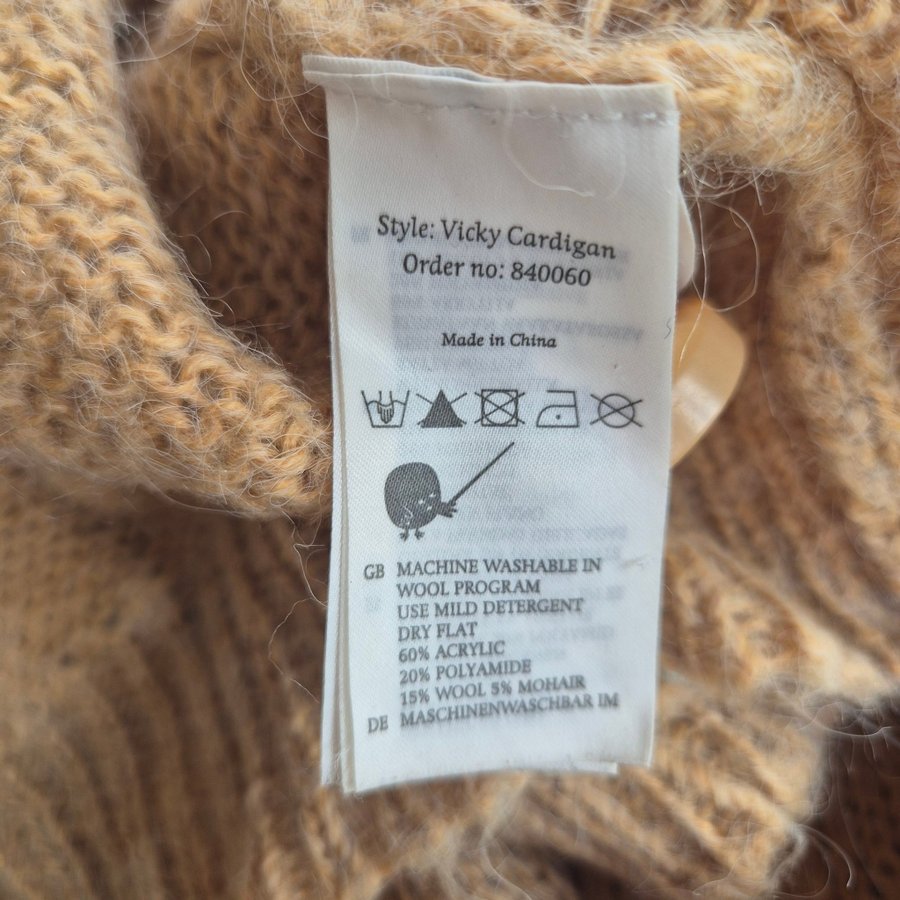 Style: Vicky Cardigan
Order no: 840060
Made in China
GB MACHINE WASHABLE IN
WOOL PROGRAM
USE MILD DETERGENT
DRY FLAT
60% ACRYLIC
20% POLYAMIDE
15% WOOL 5% MOHAIR
DE MASCHINENWASCHBAR IM